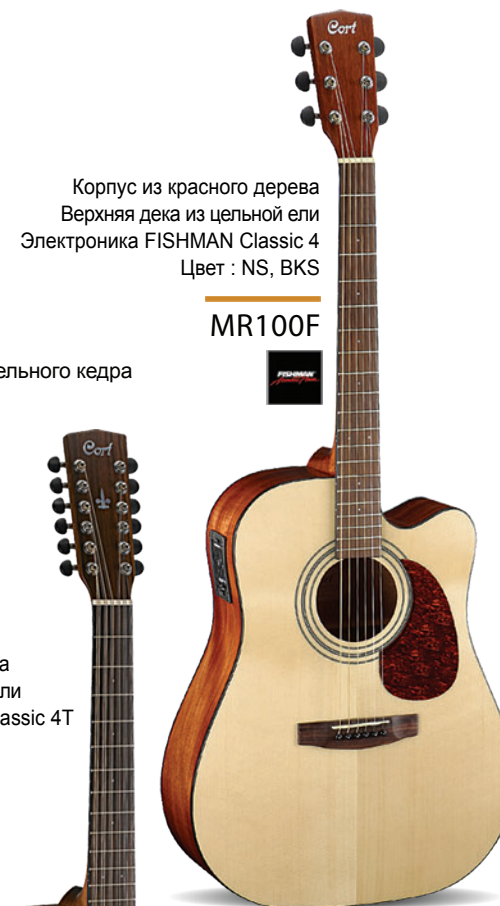 Cort
Корпус из красного дерева
Верхняя дека из цельной ели
Электроника FISHMAN Classic 4
Цвет : NS, BKS
MR100F
FISHMAN
ельного кедра
Cort
а
ли
assic 4T